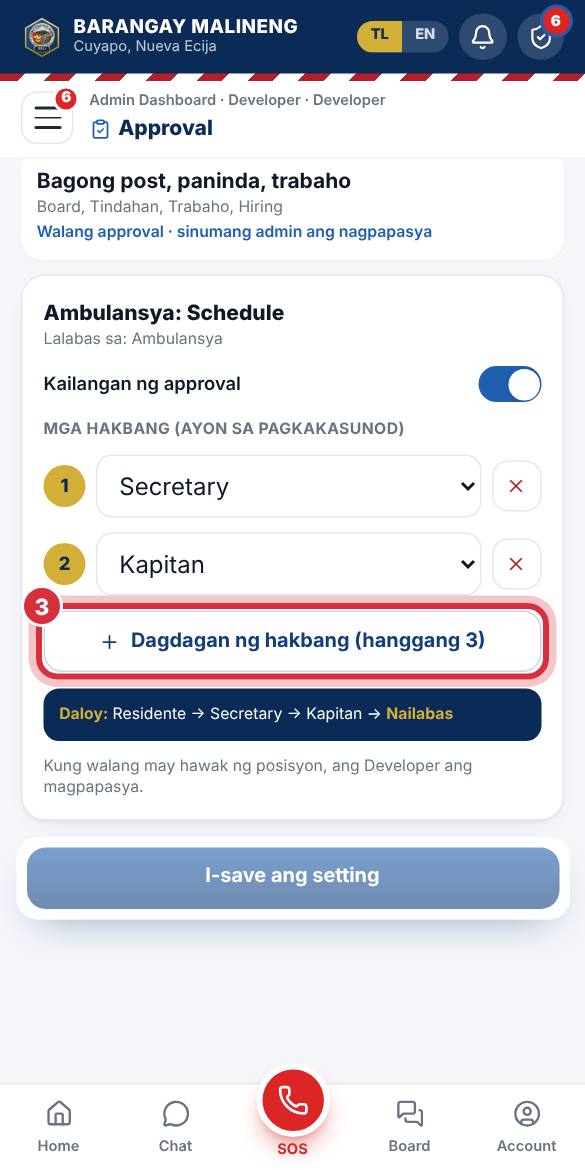 BARANGAY MALINENG
Cuyapo, Nueva Ecija
TL EN
6
6
Admin Dashboard · Developer · Developer
Approval
Bagong post, paninda, trabaho
Board, Tindahan, Trabaho, Hiring
Walang approval · sinumang admin ang nagpapasya
Ambulansya: Schedule
Lalabas sa: Ambulansya
Kailangan ng approval
MGA HAKBANG (AYON SA PAGKAKASUNOD)
1 Secretary
2 Kapitan
3
+ Dagdagan ng hakbang (hanggang 3)
Daloy: Residente → Secretary → Kapitan → Nailabas
Kung walang may hawak ng posisyon, ang Developer ang
magpapasya.
I-save ang setting
Home Chat SOS Board Account